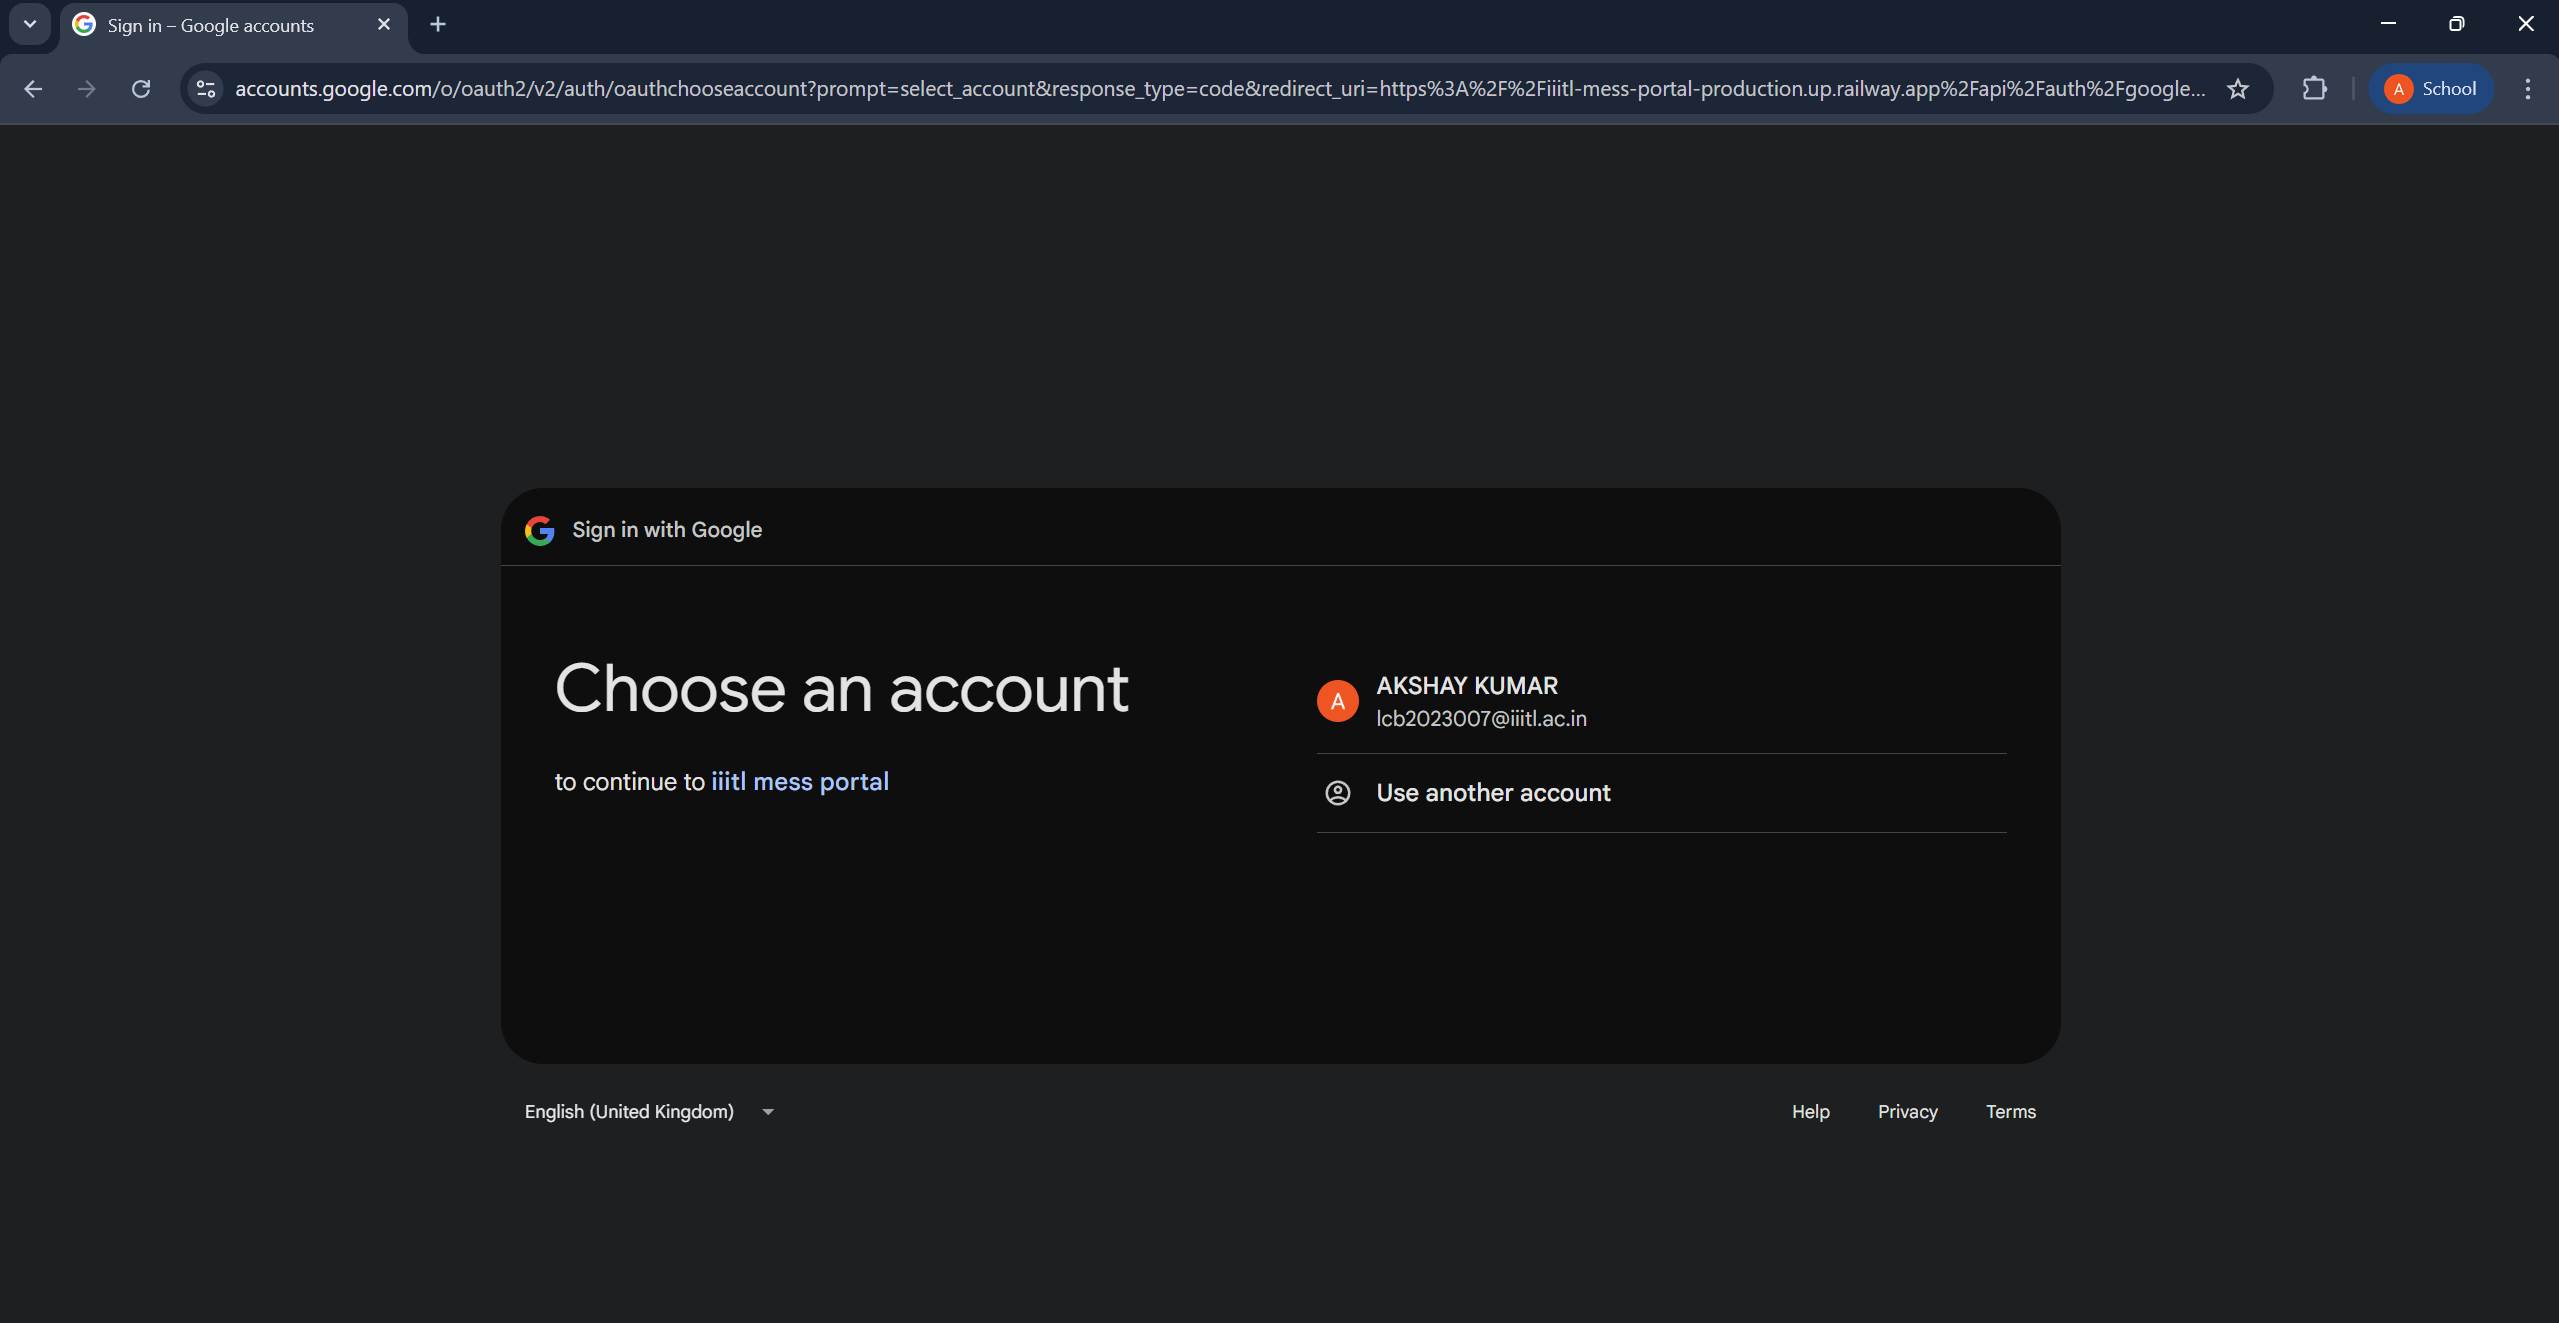 Sign in – Google accounts
accounts.google.com/o/oauth2/v2/auth/oauthchooseaccount?prompt=select_account&response_type=code&redirect_uri=https%3A%2F%2Fiiitl-mess-portal-production.up.railway.app%2Fapi%2Fauth%2Fgoogle...
A School
Sign in with Google
Choose an account
to continue to iiitl mess portal
A
AKSHAY KUMAR
lcb2023007@iiitl.ac.in
Use another account
English (United Kingdom)
Help Privacy Terms